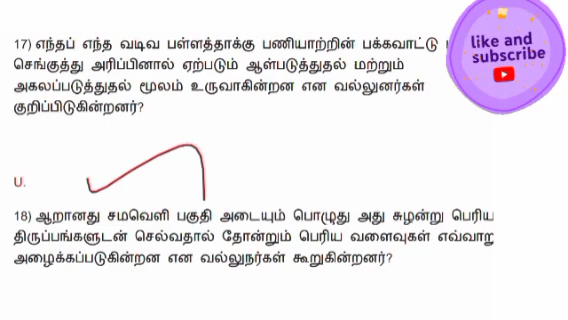 17) எந்தப் எந்த வடிவ பள்ளத்தாக்கு பணியாற்றின் பக்கவாட்டு
like and
செங்குத்து அரிப்பினால் ஏற்படும் ஆள்படுத்துதல் மற்றும்
subscribe
அகலப்படுத்துதல் மூலம் உருவாகின்றன என வல்லுனர்கள்
குறிப்பிடுகின்றனர்?
U.
18) ஆறானது சமவெளி பகுதி அடையும் பொழுது அது சுழன்று பெரிய
திருப்பங்களுடன் செல்வதால் தோன்றும் பெரிய வளைவுகள்
அழைக்கப்படுகின்றன என வல்லுநர்கள் கூறுகின்றனர்?